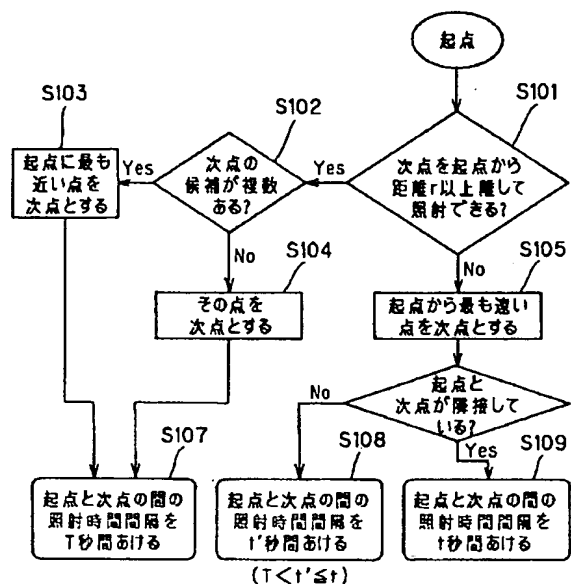 起点
S101
次点を起点から
距離r以上離して
照射できる?
Yes
No
S102
次点の
候補が複数
ある?
Yes
No
S103
起点に最も
近い点を
次点とする
S104
その点を
次点とする
S105
起点から最も遠い
点を次点とする
起点と
次点が隣接して
いる?
No
Yes
S107
起点と次点の間の
照射時間間隔を
T秒間あける
S108
起点と次点の間の
照射時間間隔を
t'秒間あける
S109
起点と次点の間の
照射時間間隔を
t秒間あける
(T<t'≦t)